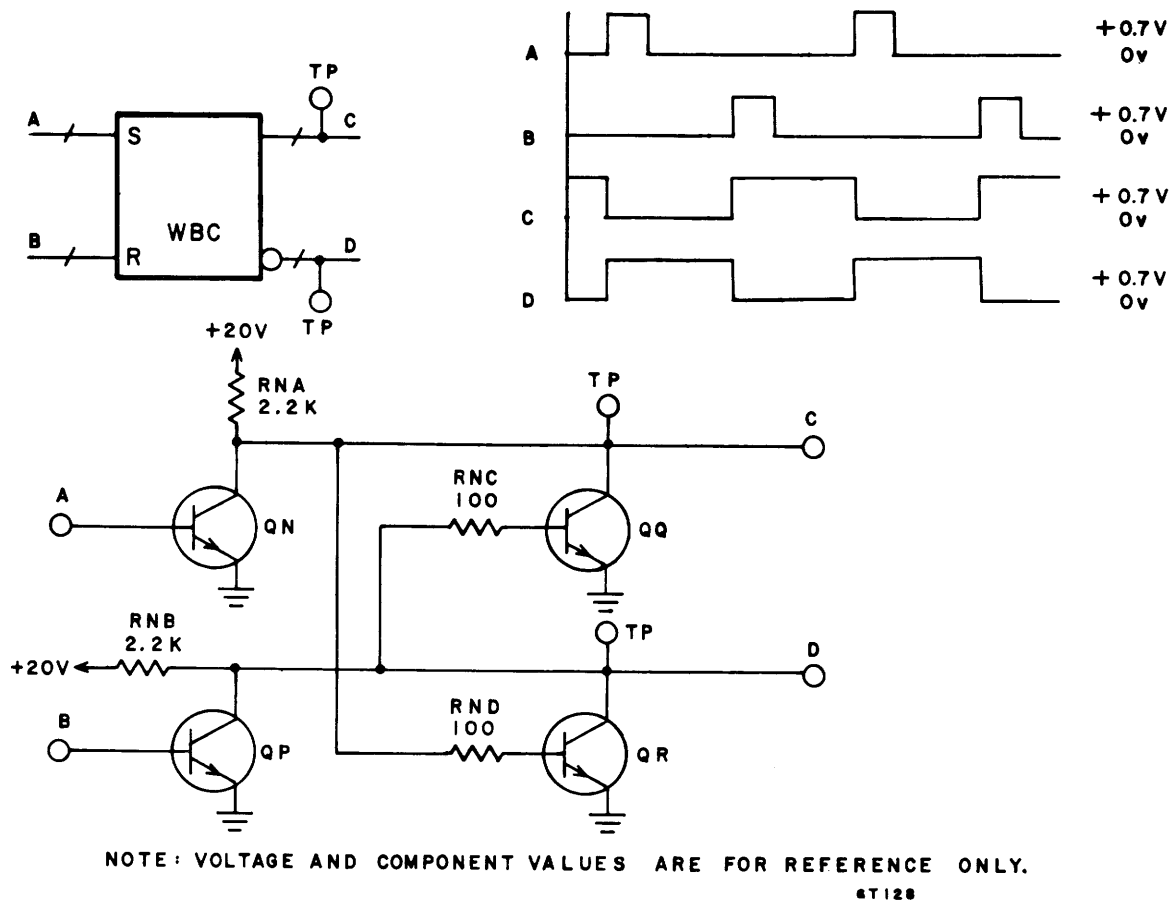 TP
A
S
C
WBC
B
R
D
TP
A
+0.7V
0v
B
+0.7V
0v
C
+0.7V
0v
D
+0.7V
0v
+20V
RNA
2.2K
TP
C
A
QN
RNC
100
QQ
RNB
2.2K
+20V
TP
D
B
QP
RND
100
QR
NOTE: VOLTAGE AND COMPONENT VALUES ARE FOR REFERENCE ONLY.
6T128